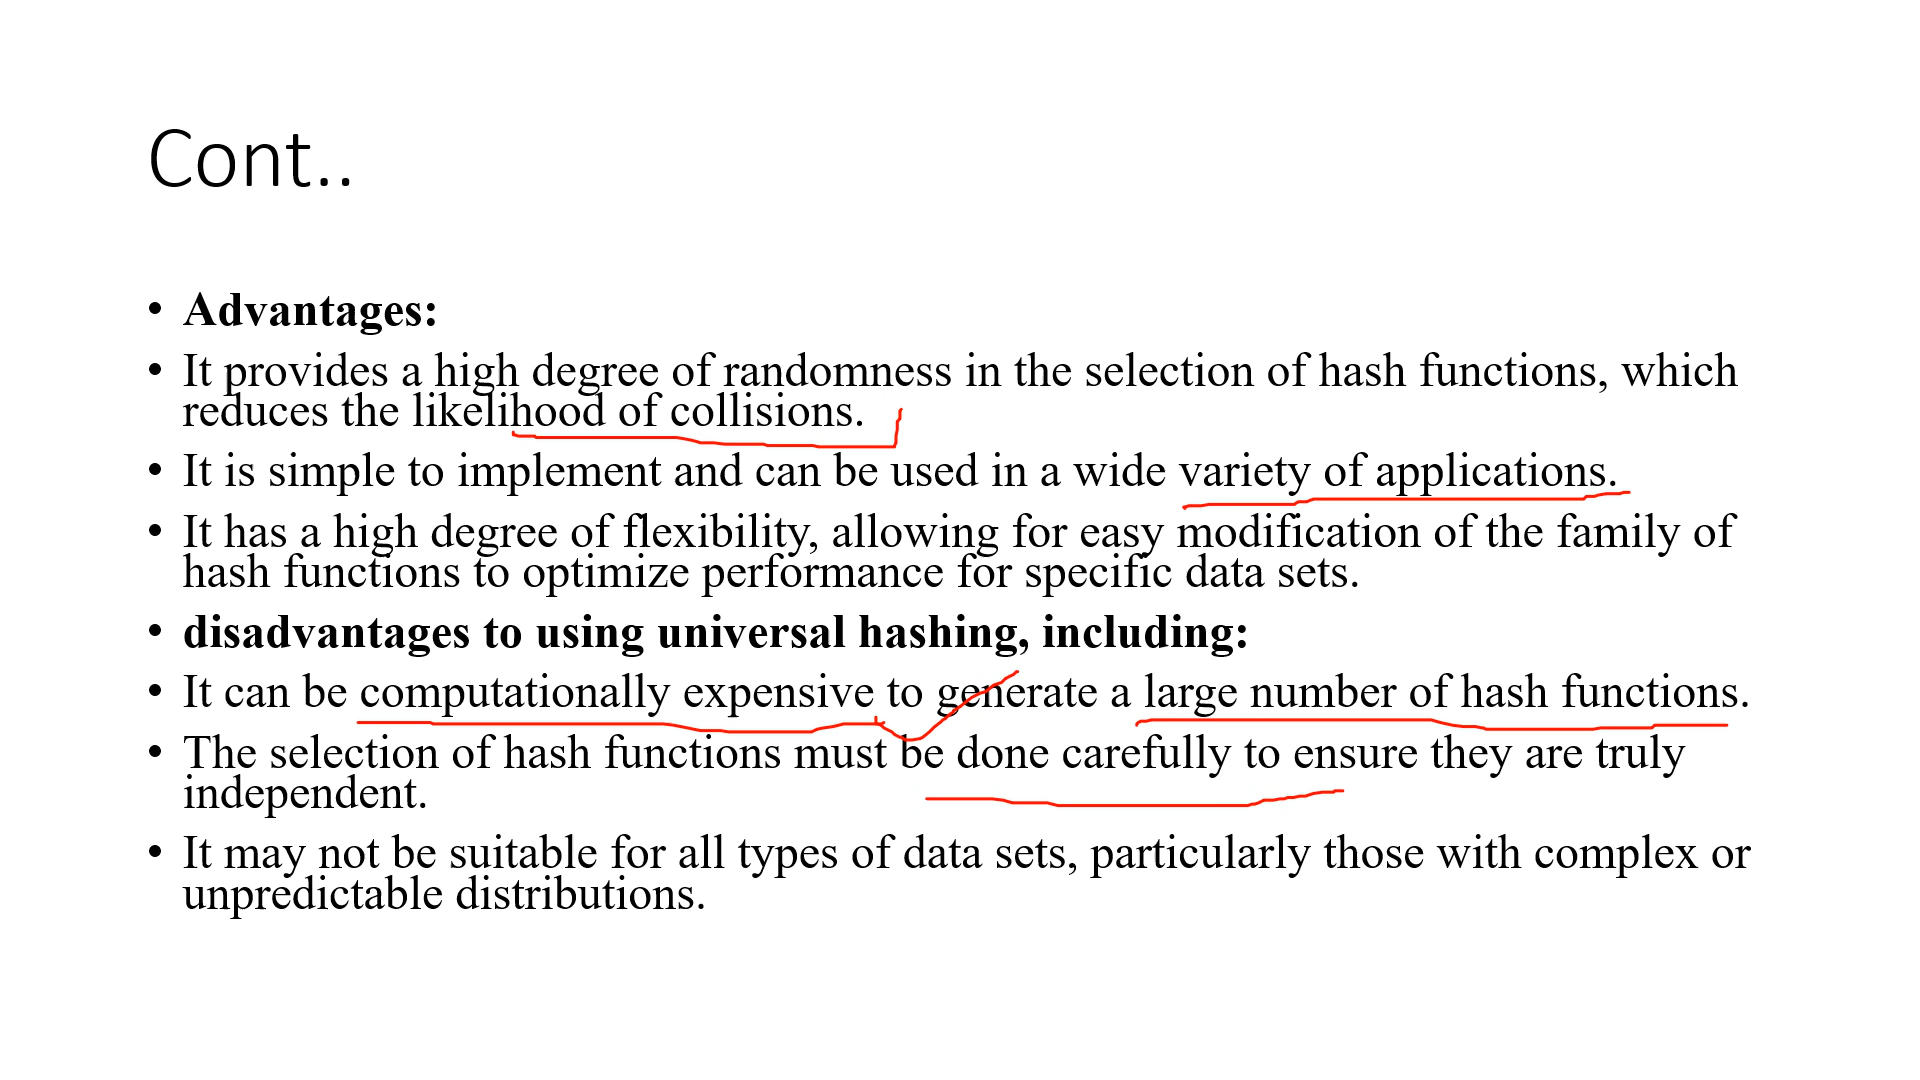 Cont..
• Advantages:
• It provides a high degree of randomness in the selection of hash functions, which
reduces the likelihood of collisions.
• It is simple to implement and can be used in a wide variety of applications.
• It has a high degree of flexibility, allowing for easy modification of the family of
hash functions to optimize performance for specific data sets.
• disadvantages to using universal hashing, including:
• It can be computationally expensive to generate a large number of hash functions.
• The selection of hash functions must be done carefully to ensure they are truly
independent.
• It may not be suitable for all types of data sets, particularly those with complex or
unpredictable distributions.